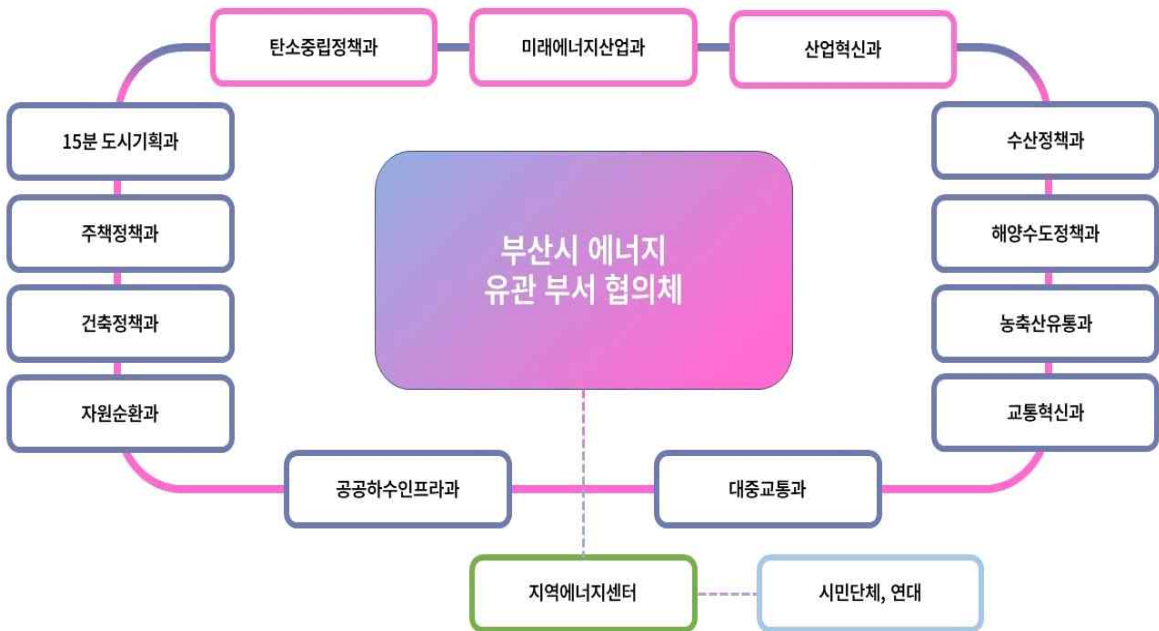 탄소중립정책과
미래에너지산업과
산업혁신과
15분 도시기획과
수산정책과
주책정책과
해양수도정책과
건축정책과
농축산유통과
자원순환과
교통혁신과
부산시 에너지
유관 부서 협의체
공공하수인프라과
대중교통과
지역에너지센터
시민단체, 연대